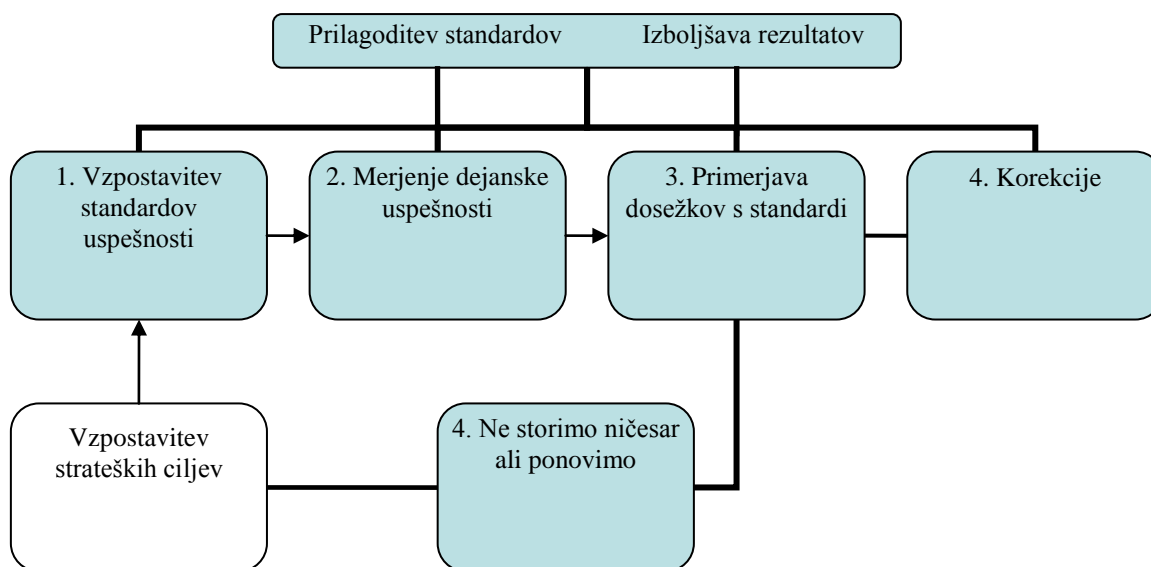 Prilagoditev standardov Izboljšava rezultatov
1. Vzpostavitev
standardov
uspešnosti
2. Merjenje dejanske
uspešnosti
3. Primerjava
dosežkov s standardi
4. Korekcije
Vzpostavitev
strateških ciljev
4. Ne storimo ničesar
ali ponovimo